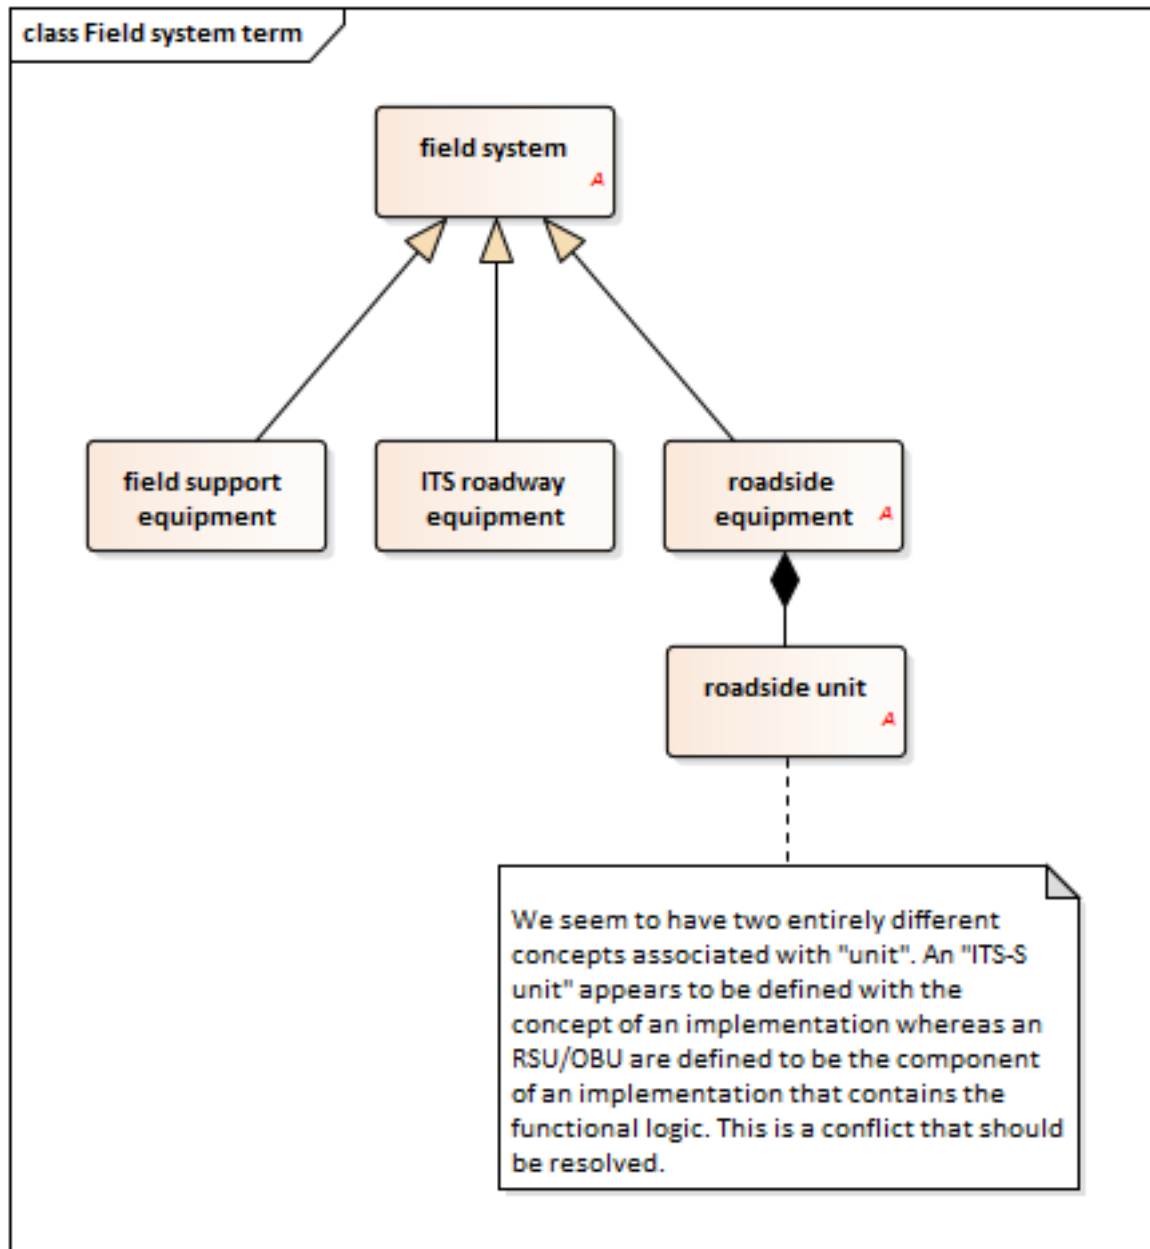 class Field system term
field system
A
field support
equipment
ITS roadway
equipment
roadside
equipment
A
roadside unit
A
We seem to have two entirely different
concepts associated with "unit". An "ITS-S
unit" appears to be defined with the
concept of an implementation whereas an
RSU/OBU are defined to be the component
of an implementation that contains the
functional logic. This is a conflict that should
be resolved.